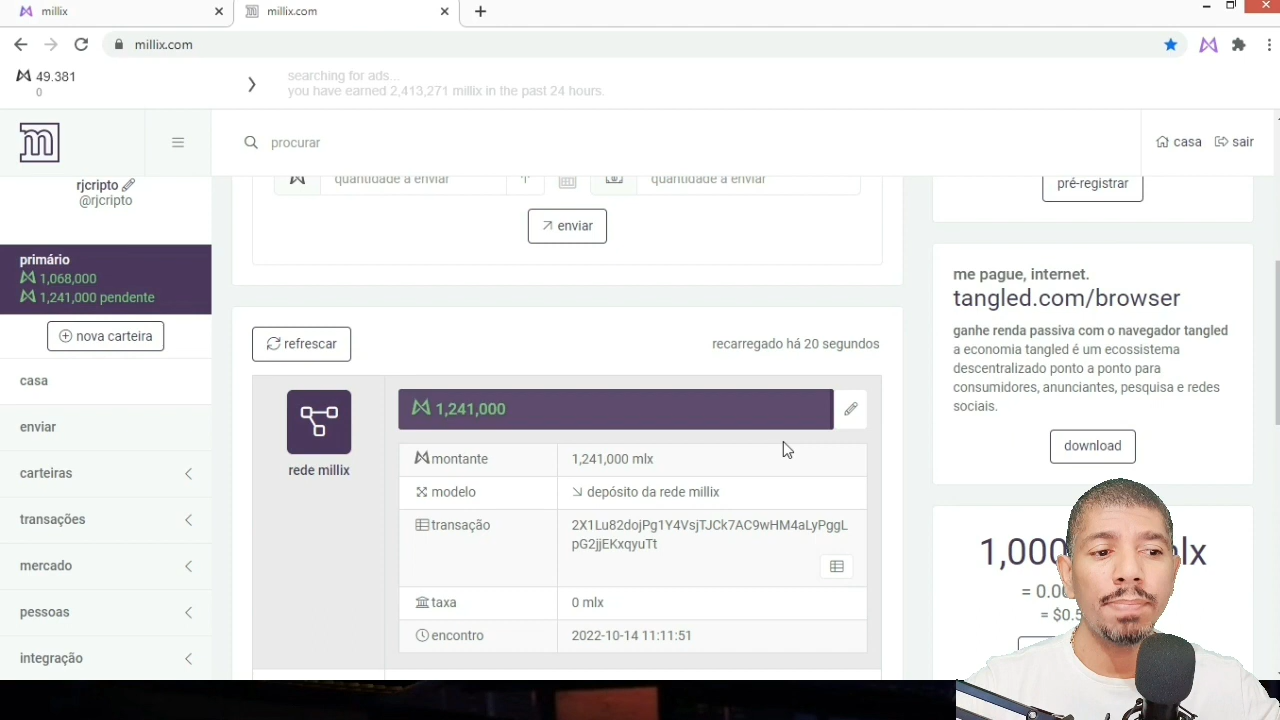 millix
millix.com
millix.com
49.381
0
searching for ads...
you have earned 2,413,271 millix in the past 24 hours.
procurar
casa
sair
rjcripto
@rjcripto
quantidade a enviar
quantidade a enviar
pré-registrar
enviar
primário
1,068,000
1,241,000 pendente
nova carteira
casa
enviar
carteiras
transações
mercado
pessoas
integração
refrescar
recarregado há 20 segundos
rede millix
1,241,000
montante
1,241,000 mlx
modelo
depósito da rede millix
transação
2X1Lu82dojPg1Y4VsjTJCk7AC9wHM4aLyPggL
pG2jjEKxqyuTt
taxa
0 mlx
encontro
2022-10-14 11:11:51
me pague, internet.
tangled.com/browser
ganhe renda passiva com o navegador tangled
a economia tangled é um ecossistema
descentralizado ponto a ponto para
consumidores, anunciantes, pesquisa e redes
sociais.
download